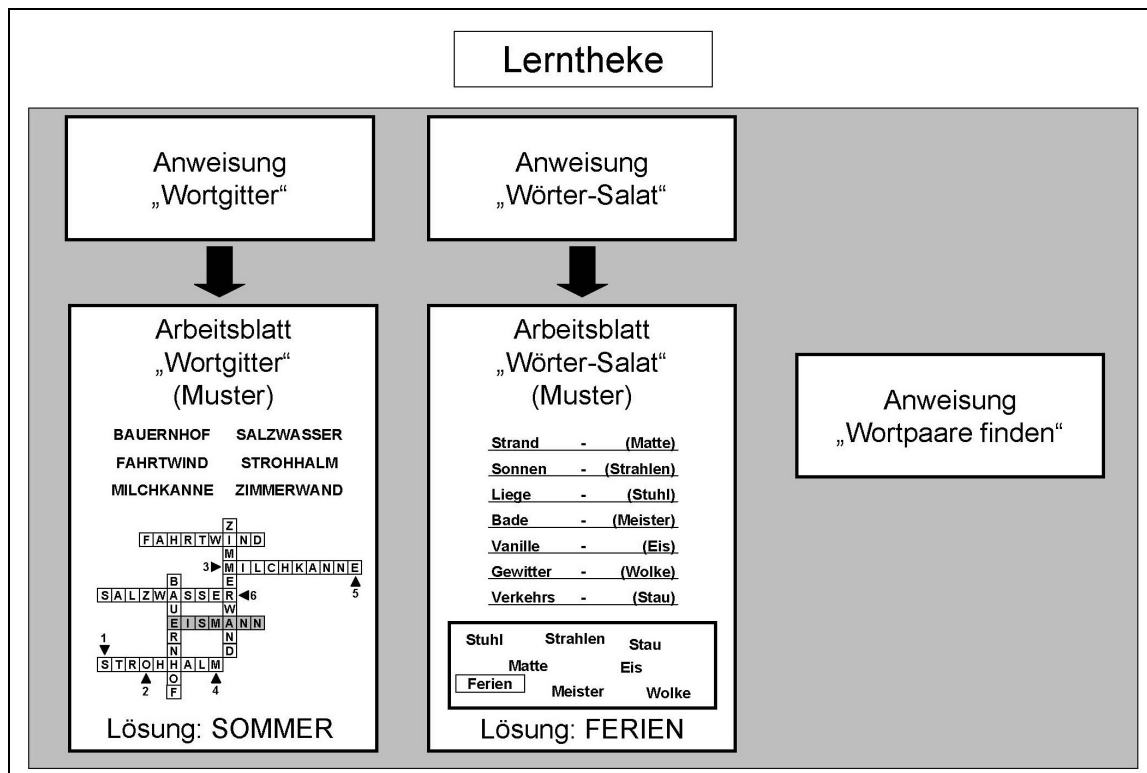 Lerntheke
Anweisung
„Wortgitter“
Anweisung
„Wörter-Salat“
Arbeitsblatt
„Wortgitter“
(Muster)
BAUERNHOF SALZWASSER
FAHRTWIND STROHHALM
MILCHKANNE ZIMMERWAND
ZIMMERWAND
FAHRTWIND
3
MILCHKANNE
5
BAUERNHOF
SALZWASSER
6
EISMANN
1
STROHHALM
2
4
Lösung: SOMMER
Arbeitsblatt
„Wörter-Salat“
(Muster)
Strand - (Matte)
Sonnen - (Strahlen)
Liege - (Stuhl)
Bade - (Meister)
Vanille - (Eis)
Gewitter - (Wolke)
Verkehrs - (Stau)
Stuhl Strahlen Stau
Matte Eis
Ferien Meister Wolke
Lösung: FERIEN
Anweisung
„Wortpaare finden“